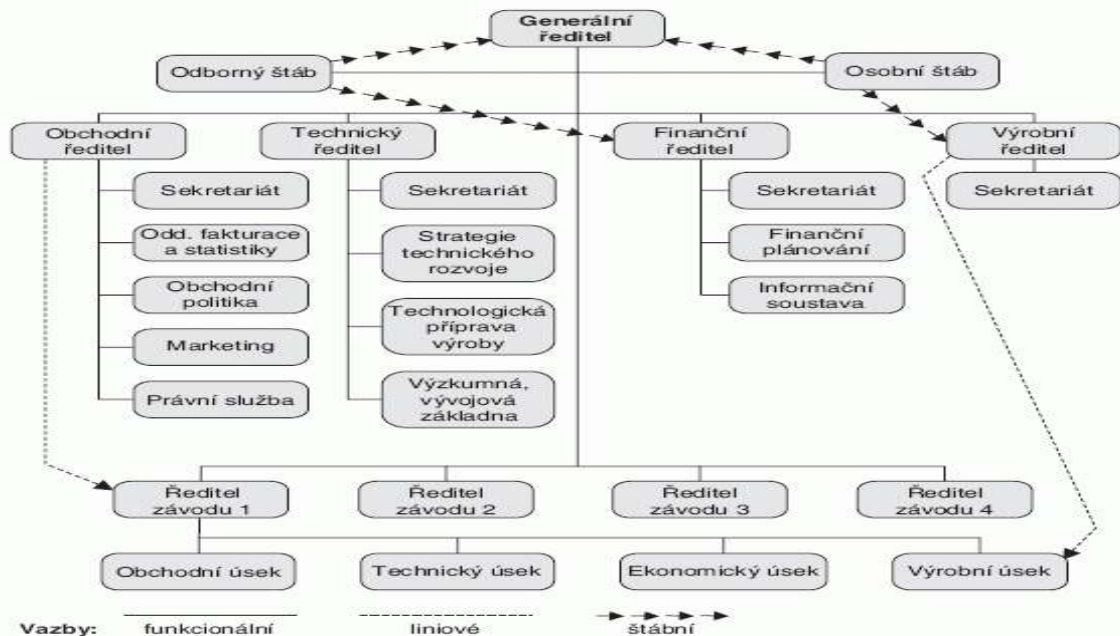 Generální
ředitel
Odborný štáb
Osobní štáb
Obchodní
ředitel
Technický
ředitel
Finanční
ředitel
Výrobní
ředitel
Sekretariát
Odd. fakturace
a statistiky
Obchodní
politika
Marketing
Právní služba
Sekretariát
Strategie
technického
rozvoje
Technologická
příprava
výroby
Výzkumná,
vývojová
základna
Sekretariát
Finanční
plánování
Informační
soustava
Sekretariát
Ředitel
závodu 1
Ředitel
závodu 2
Ředitel
závodu 3
Ředitel
závodu 4
Obchodní úsek
Technický úsek
Ekonomický úsek
Výrobní úsek
Vazby: funkcionální liniové štábní